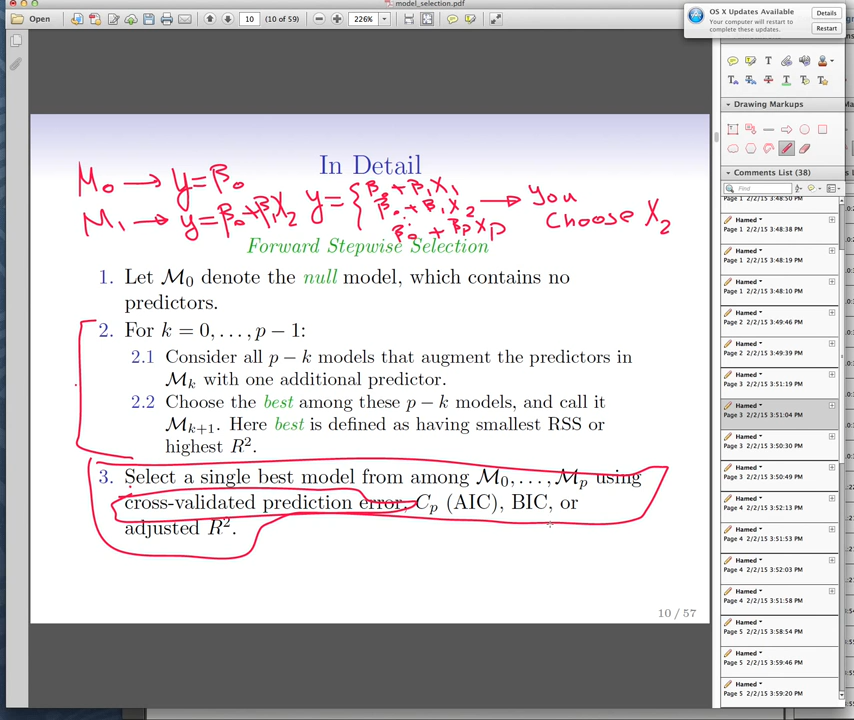 model_selection.pdf
Open
10
(10 of 59)
226%
OS X Updates Available
Your computer will restart to complete these updates.
Details
Restart
Drawing Markups
Comments List (38)
Find
Page 1 2/2/15 3:48:50 PM
Hamed
Page 1 2/2/15 3:48:38 PM
Hamed
Page 1 2/2/15 3:48:19 PM
Hamed
Page 1 2/2/15 3:48:10 PM
Hamed
Page 2 2/2/15 3:49:46 PM
Hamed
Page 2 2/2/15 3:49:39 PM
Hamed
Page 3 2/2/15 3:51:19 PM
Hamed
Page 3 2/2/15 3:51:04 PM
Hamed
Page 3 2/2/15 3:50:30 PM
Hamed
Page 3 2/2/15 3:50:49 PM
Hamed
Page 4 2/2/15 3:52:13 PM
Hamed
Page 4 2/2/15 3:51:53 PM
Hamed
Page 4 2/2/15 3:52:03 PM
Hamed
Page 4 2/2/15 3:51:58 PM
Hamed
Page 5 2/2/15 3:58:54 PM
Hamed
Page 5 2/2/15 3:59:46 PM
Hamed
Page 5 2/2/15 3:59:20 PM
In Detail
M₀ → y = β₀
M₁ → y = β₀ + β₁X₂ y = { β₀ + β₁X₁
β₀ + β₁X₂
β₀ + βₚXₚ
→ you
choose X₂
Forward Stepwise Selection
1. Let M₀ denote the null model, which contains no
predictors.
2. For k = 0, . . . , p − 1:
2.1 Consider all p − k models that augment the predictors in
Mₖ with one additional predictor.
2.2 Choose the best among these p − k models, and call it
Mₖ₊₁. Here best is defined as having smallest RSS or
highest R².
3. Select a single best model from among M₀, . . . , Mₚ using
cross-validated prediction error, Cₚ (AIC), BIC, or
adjusted R².
10 / 57